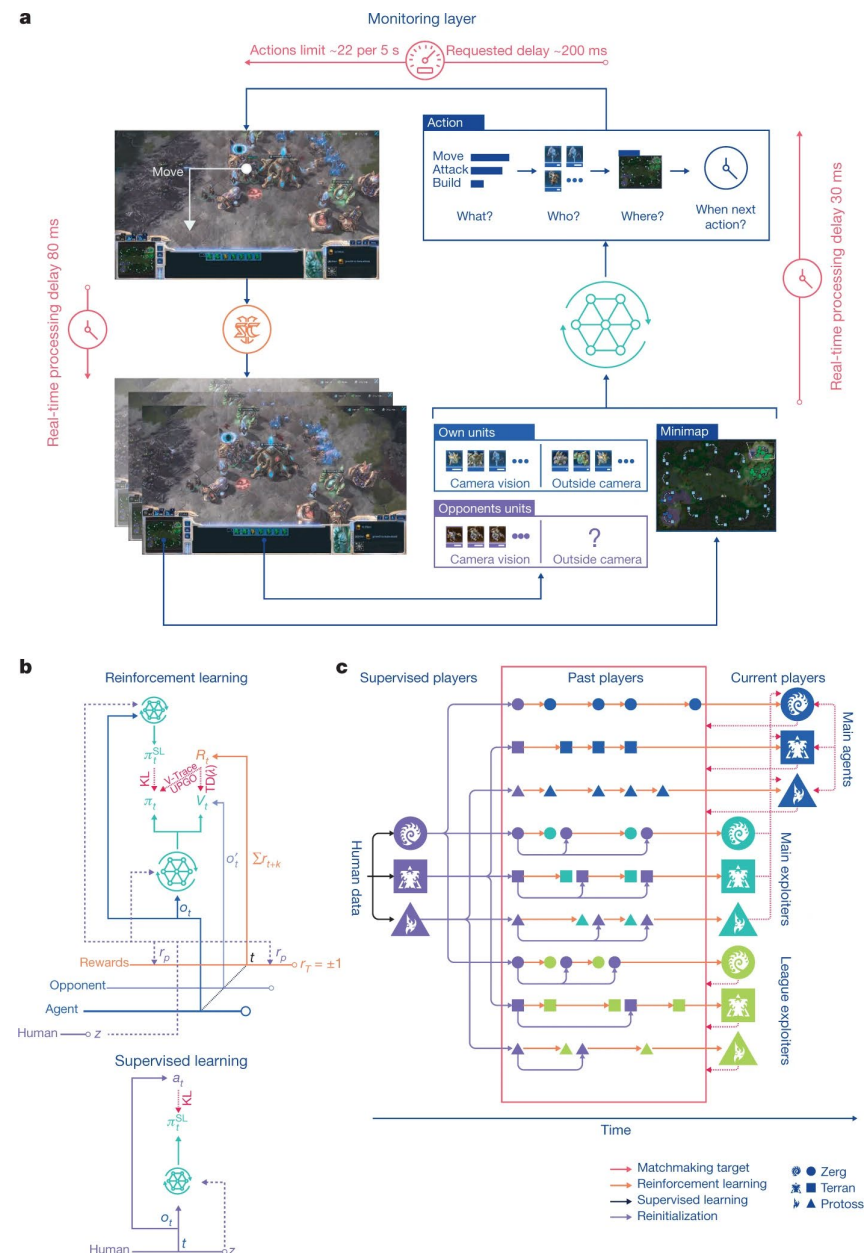 a
Monitoring layer
Actions limit ~22 per 5 s
Requested delay ~200 ms
Real-time processing delay 80 ms
Move
Action
Move
Attack
Build
What?
Who?
Where?
When next
action?
Real-time processing delay 30 ms
Own units
Camera vision
Outside camera
Opponents units
?
Camera vision
Outside camera
Minimap
b
Reinforcement learning
π_t^SL
R_t
KL
V-Trace
UPGO
TD(λ)
π_t
V_t
o′_t
Σr_{t+k}
o_t
r_p
r_p
t
Rewards
r_T = ±1
Opponent
Agent
Human
z
Supervised learning
a_t
KL
π_t^SL
o_t
t
Human
z
c
Supervised players
Past players
Current players
Human data
Main agents
Main exploiters
League exploiters
Time
Matchmaking target
Reinforcement learning
Supervised learning
Reinitialization
Zerg
Terran
Protoss